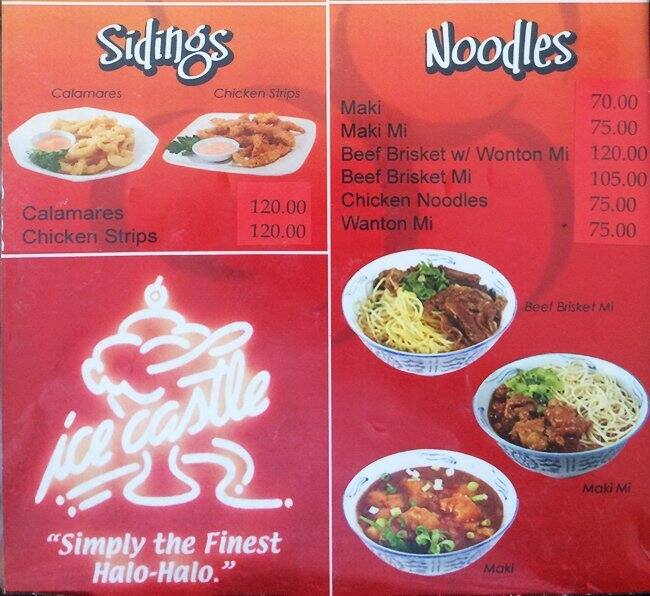 Sidings
Calamares
Chicken Strips
Calamares 120.00
Chicken Strips 120.00
ice castle
“Simply the Finest
Halo-Halo.”
Noodles
Maki 70.00
Maki Mi 75.00
Beef Brisket w/ Wonton Mi 120.00
Beef Brisket Mi 105.00
Chicken Noodles 75.00
Wanton Mi 75.00
Beef Brisket Mi
Maki Mi
Maki